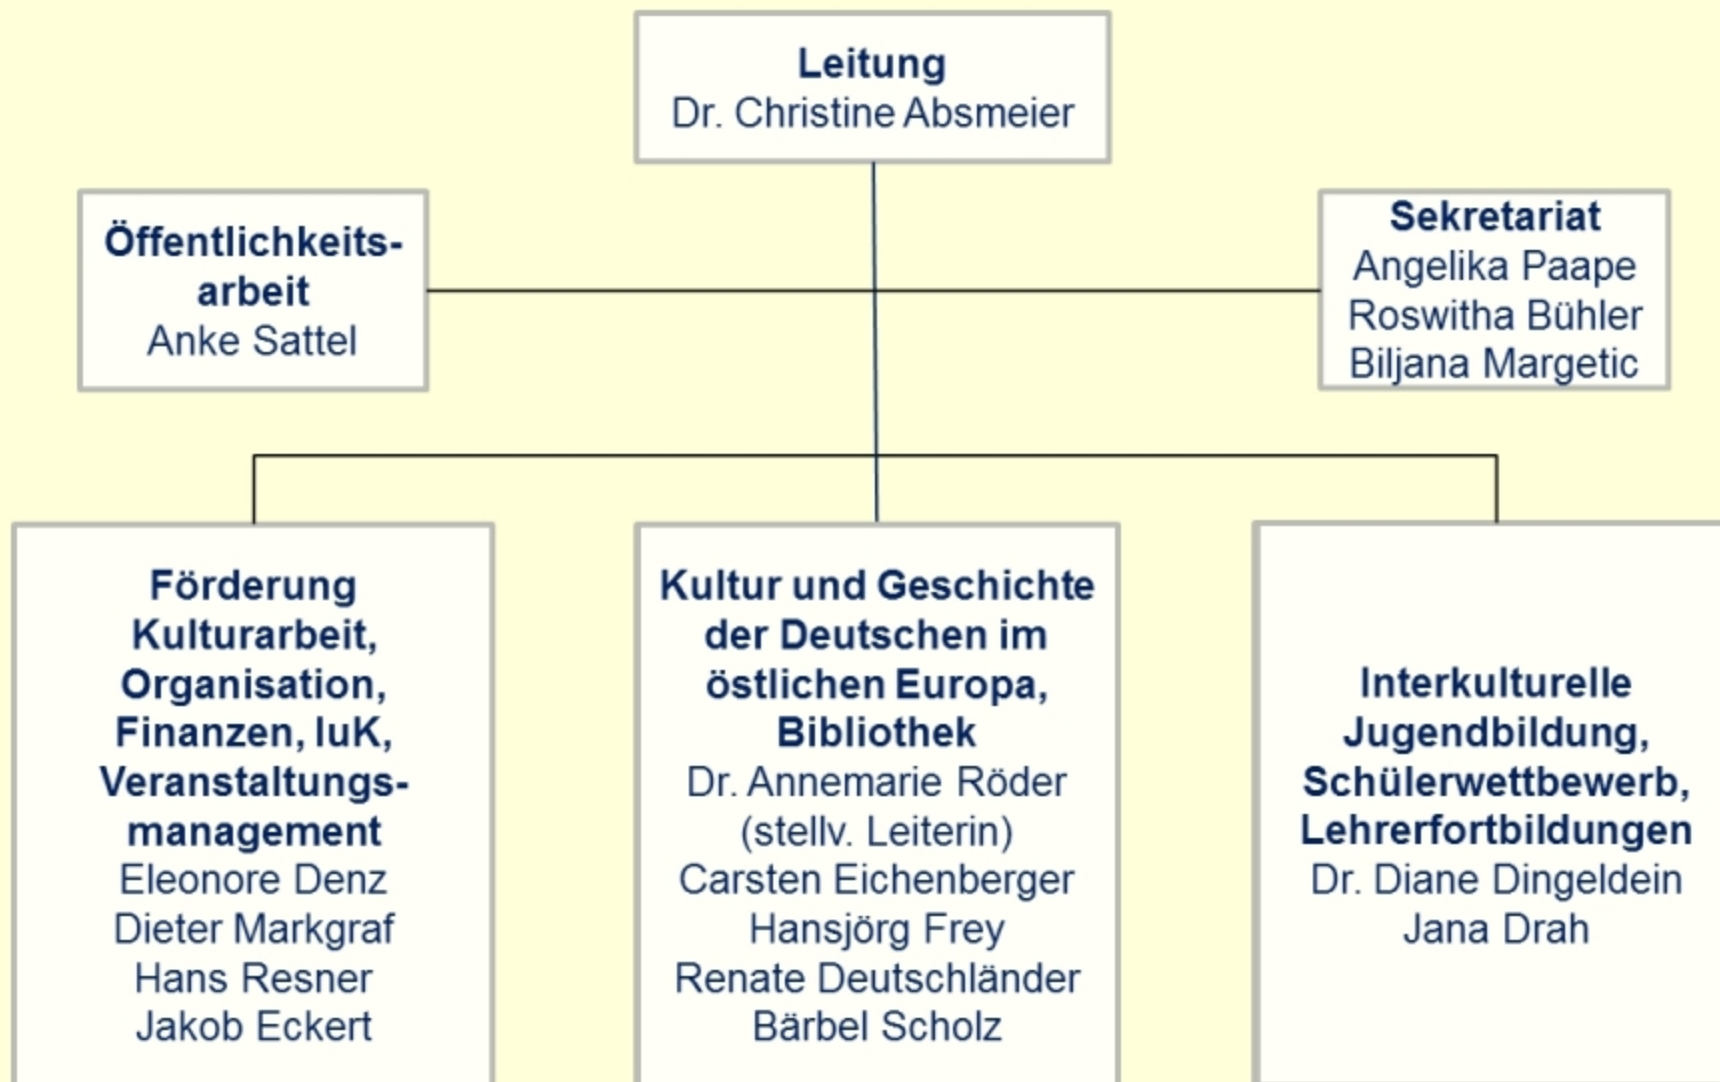 Leitung
Dr. Christine Absmeier
Öffentlichkeits-
arbeit
Anke Sattel
Sekretariat
Angelika Paape
Roswitha Bühler
Biljana Margetic
Förderung
Kulturarbeit,
Organisation,
Finanzen, IuK,
Veranstaltungs-
management
Eleonore Denz
Dieter Markgraf
Hans Resner
Jakob Eckert
Kultur und Geschichte
der Deutschen im
östlichen Europa,
Bibliothek
Dr. Annemarie Röder
(stellv. Leiterin)
Carsten Eichenberger
Hansjörg Frey
Renate Deutschländer
Bärbel Scholz
Interkulturelle
Jugendbildung,
Schülerwettbewerb,
Lehrerfortbildungen
Dr. Diane Dingeldein
Jana Drah